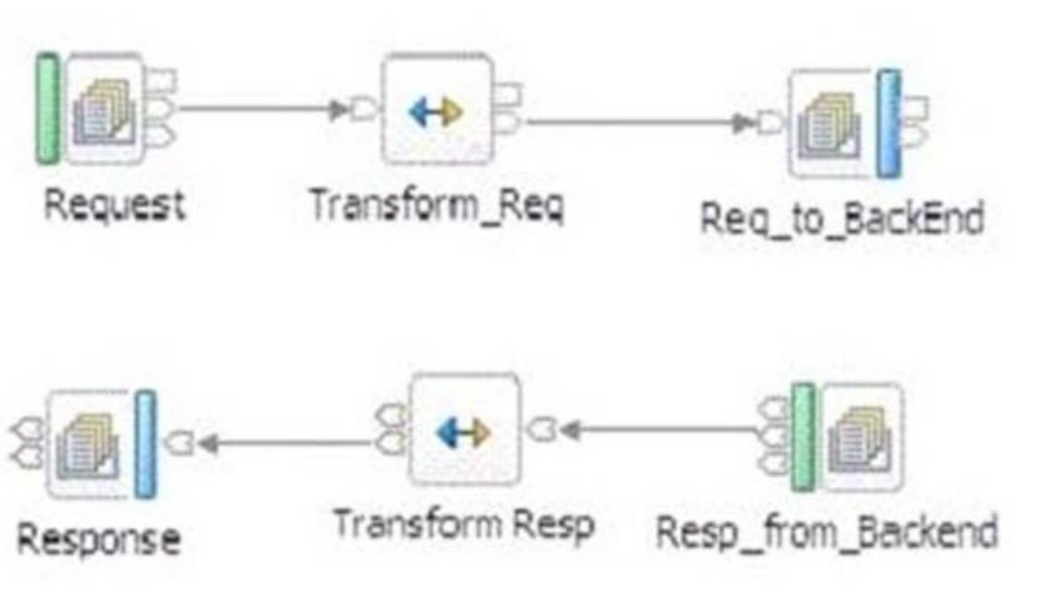 Request
Transform_Req
Req_to_BackEnd
Response
Transform Resp
Resp_from_Backend